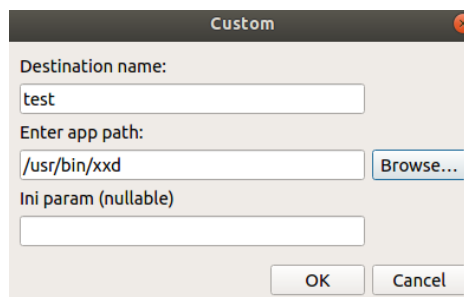 Custom
Destination name:
test
Enter app path:
/usr/bin/xxd
Browse...
Ini param (nullable)
OK
Cancel